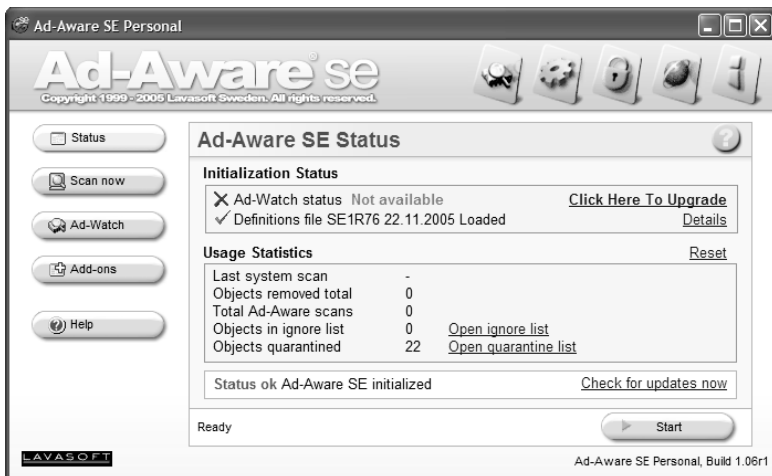 Ad-Aware SE Personal
Ad-Aware SE
Copyright 1999 - 2005 Lavasoft Sweden. All rights reserved.
Status
Scan now
Ad-Watch
Add-ons
Help
Ad-Aware SE Status
?
Initialization Status
Ad-Watch status Not available Click Here To Upgrade
Definitions file SE1R76 22.11.2005 Loaded Details
Usage Statistics Reset
Last system scan -
Objects removed total 0
Total Ad-Aware scans 0
Objects in ignore list 0 Open ignore list
Objects quarantined 22 Open quarantine list
Status ok Ad-Aware SE initialized Check for updates now
Ready Start
LAVASOFT
Ad-Aware SE Personal, Build 1.06r1